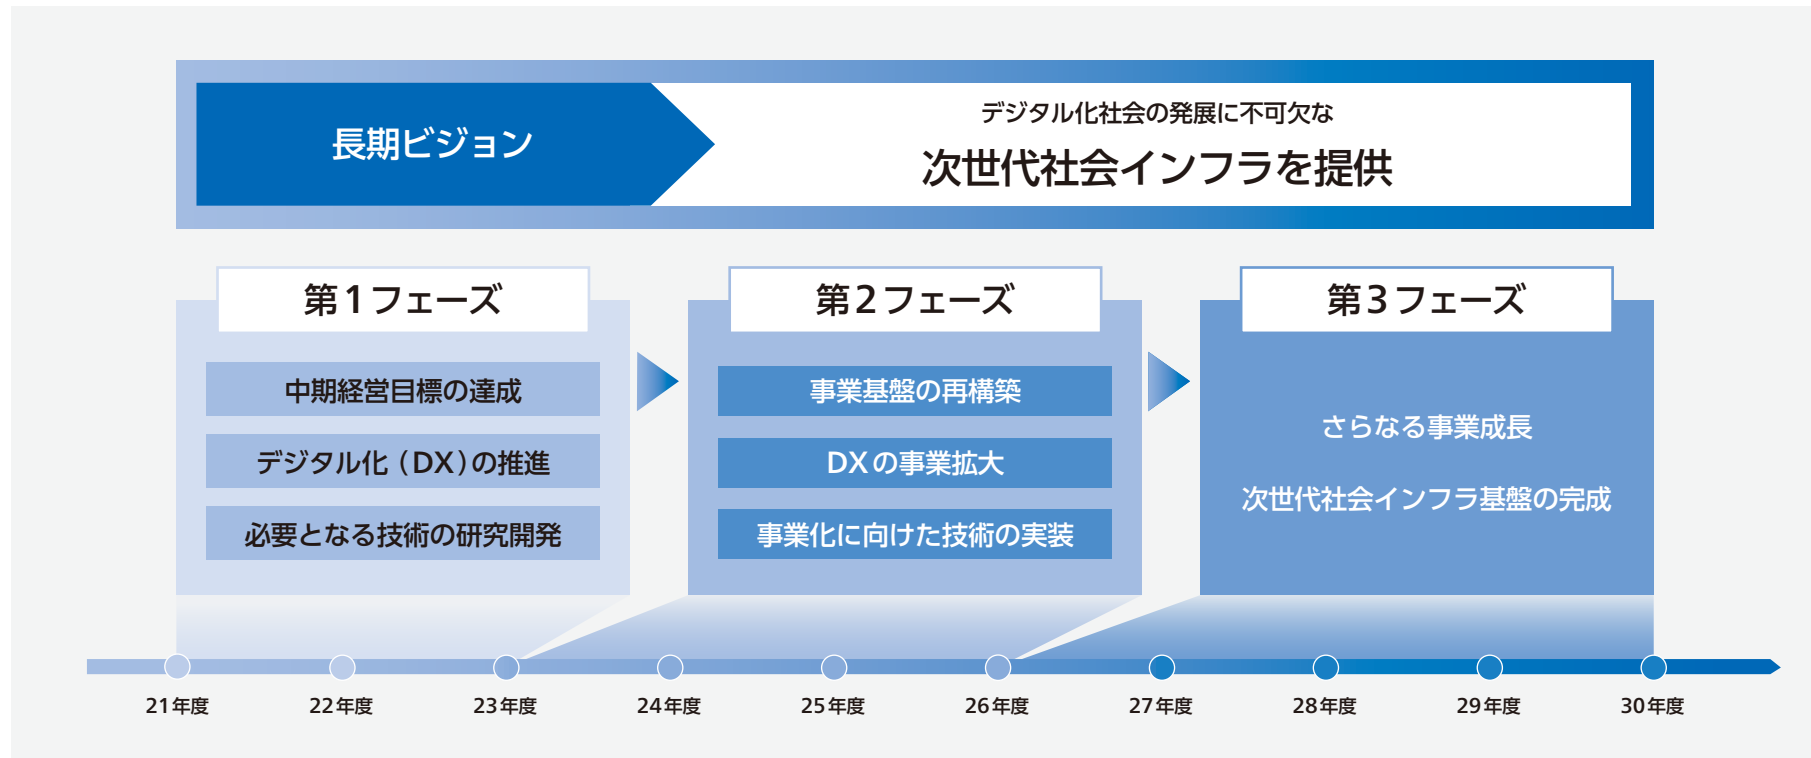 長期ビジョン
デジタル化社会の発展に不可欠な
次世代社会インフラを提供
第1フェーズ
中期経営目標の達成
デジタル化（DX）の推進
必要となる技術の研究開発
第2フェーズ
事業基盤の再構築
DXの事業拡大
事業化に向けた技術の実装
第3フェーズ
さらなる事業成長
次世代社会インフラ基盤の完成
21年度
22年度
23年度
24年度
25年度
26年度
27年度
28年度
29年度
30年度